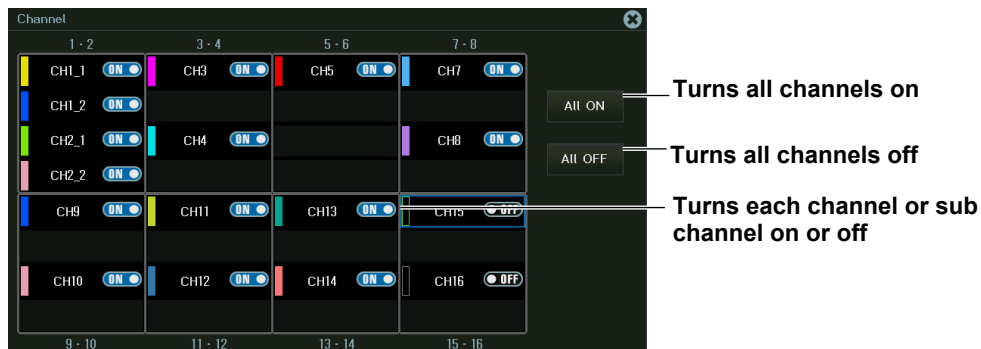 Channel
1 - 2 3 - 4 5 - 6 7 - 8
CH1_1 ON CH3 ON CH5 ON CH7 ON
CH1_2 ON
CH2_1 ON CH4 ON CH8 ON
CH2_2 ON
CH9 ON CH11 ON CH13 ON CH15 OFF
CH10 ON CH12 ON CH14 ON CH16 OFF
9 - 10 11 - 12 13 - 14 15 - 16
All ON
All OFF
Turns all channels on
Turns all channels off
Turns each channel or sub
channel on or off